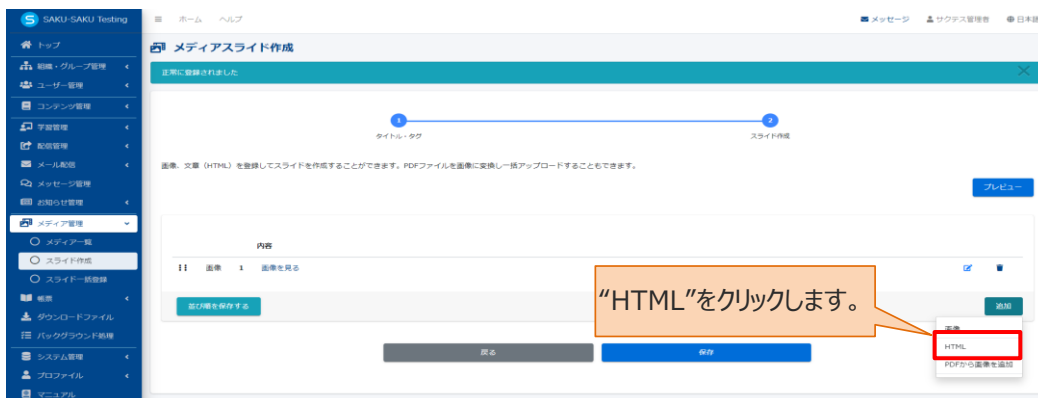 SAKU-SAKU Testing
ホーム ヘルプ
メッセージ サクテス管理者 日本語
トップ
組織・グループ管理
ユーザー管理
コンテンツ管理
学習管理
配信管理
メール配信
メッセージ管理
お知らせ管理
メディア管理
メディア一覧
スライド作成
スライド一括登録
帳票
ダウンロードファイル
バックグラウンド処理
システム管理
プロファイル
マニュアル
メディアスライド作成
正常に登録されました
1
2
タイトル・タグ
スライド作成
画像、文章（HTML）を登録してスライドを作成することができます。PDFファイルを画像に変換し一括アップロードすることもできます。
プレビュー
内容
画像 1 画像を見る
“HTML”をクリックします。
並び順を保存する
追加
画像
HTML
PDFから画像を追加
戻る
保存